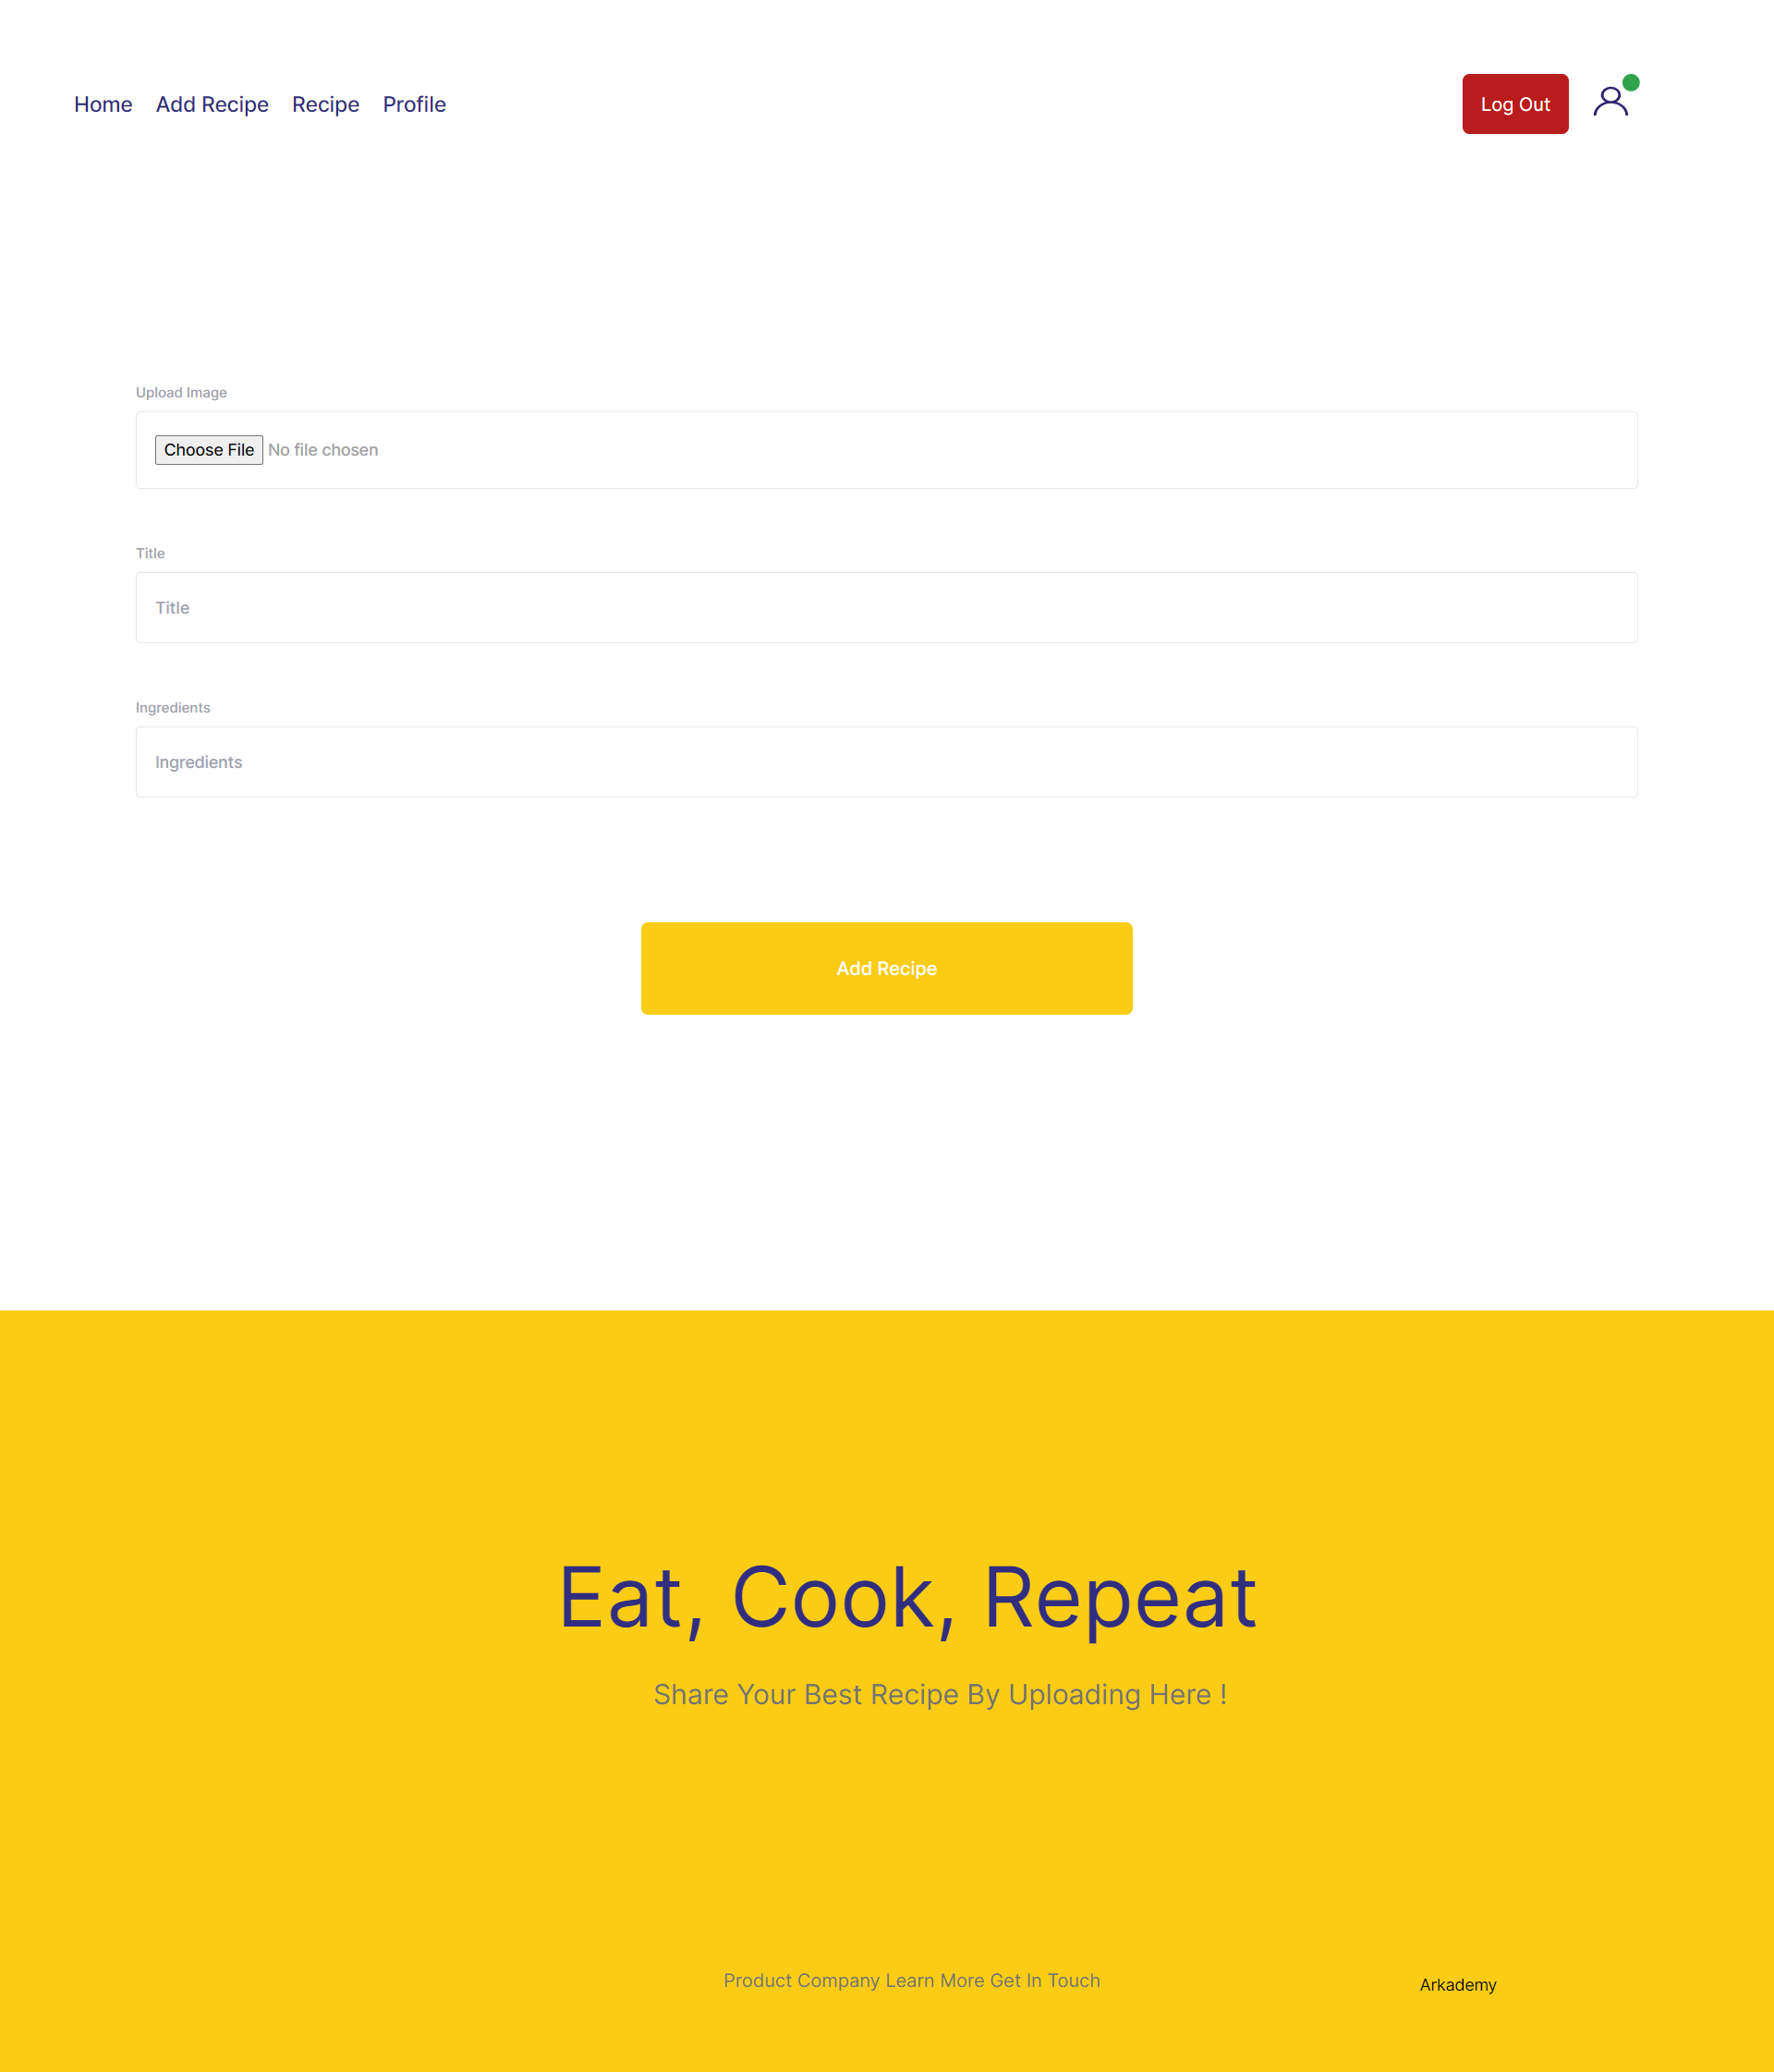 Home Add Recipe Recipe Profile Log Out
Upload Image
Choose File No file chosen
Title
Title
Ingredients
Ingredients
Add Recipe
Eat, Cook, Repeat
Share Your Best Recipe By Uploading Here !
Product Company Learn More Get In Touch
Arkademy